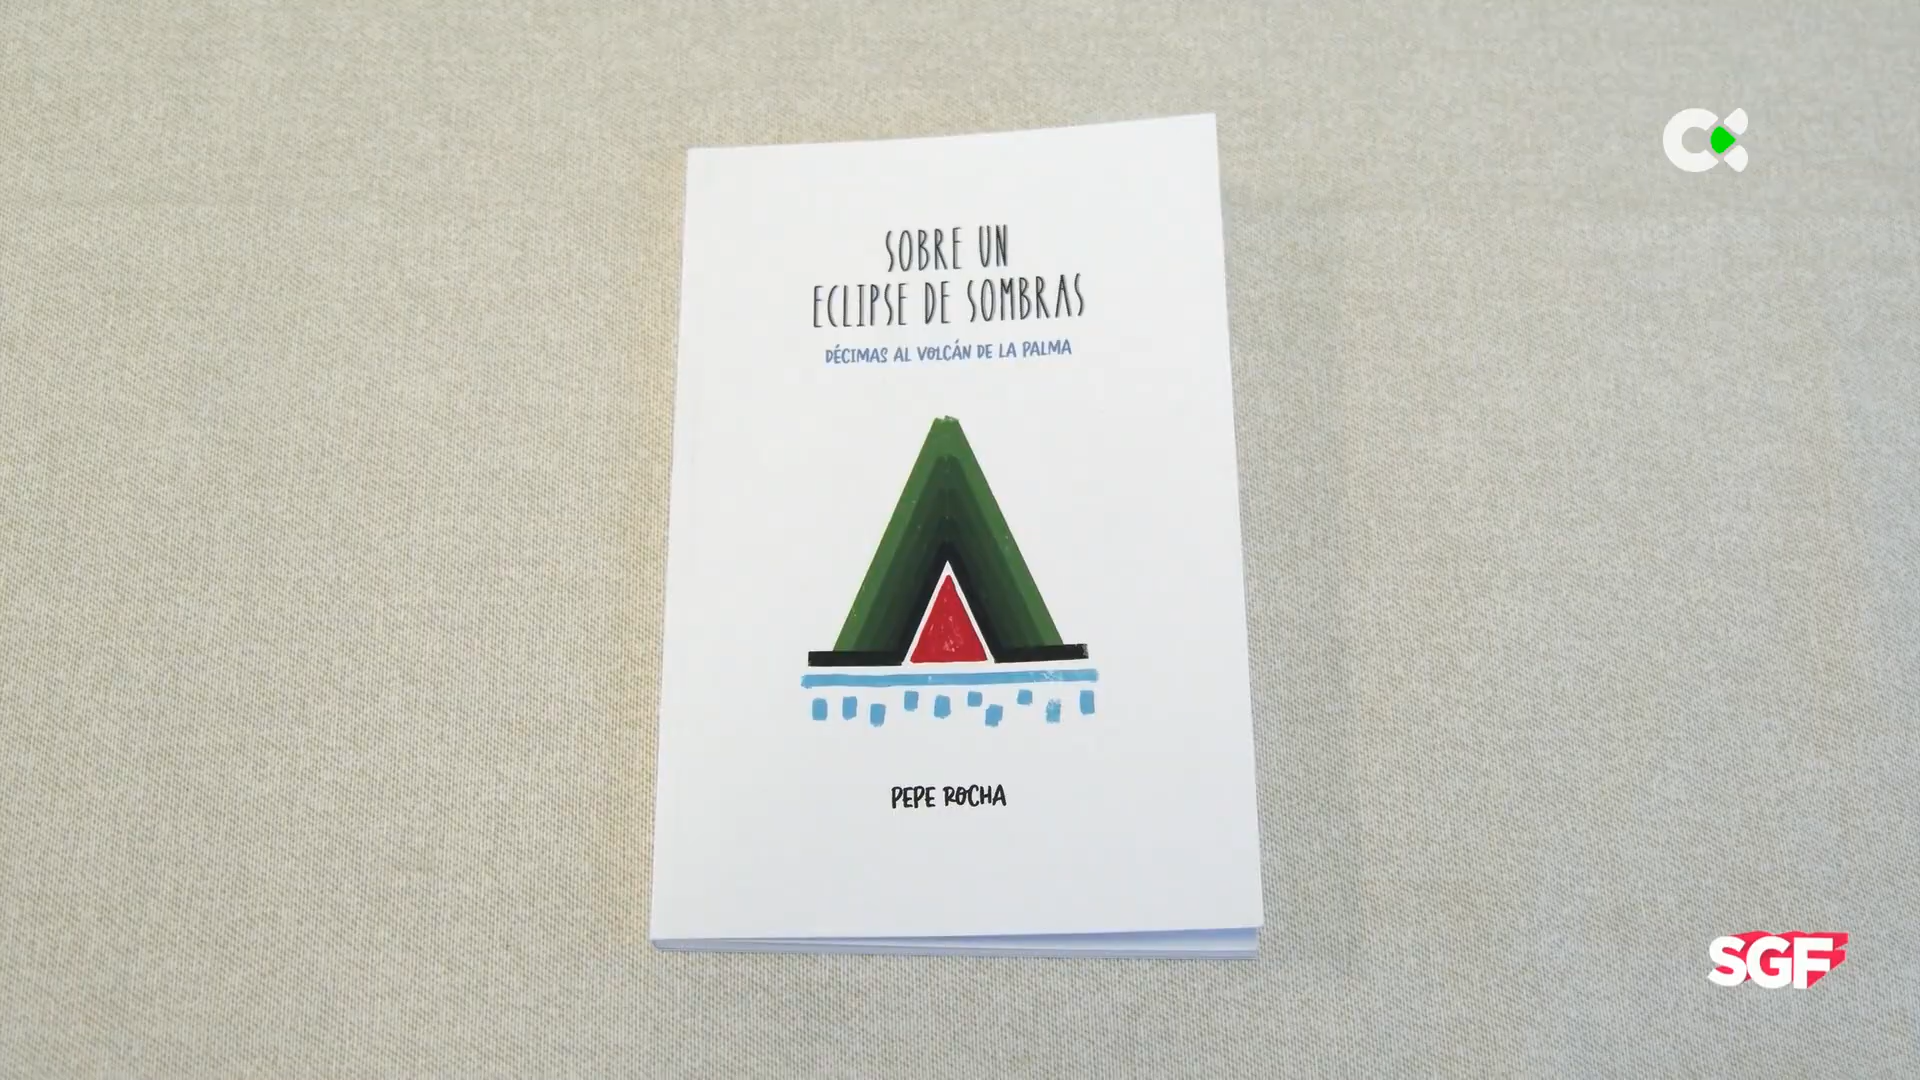 SOBRE UN
ECLIPSE DE SOMBRAS
DÉCIMAS AL VOLCÁN DE LA PALMA
PEPE ROCHA
SGF